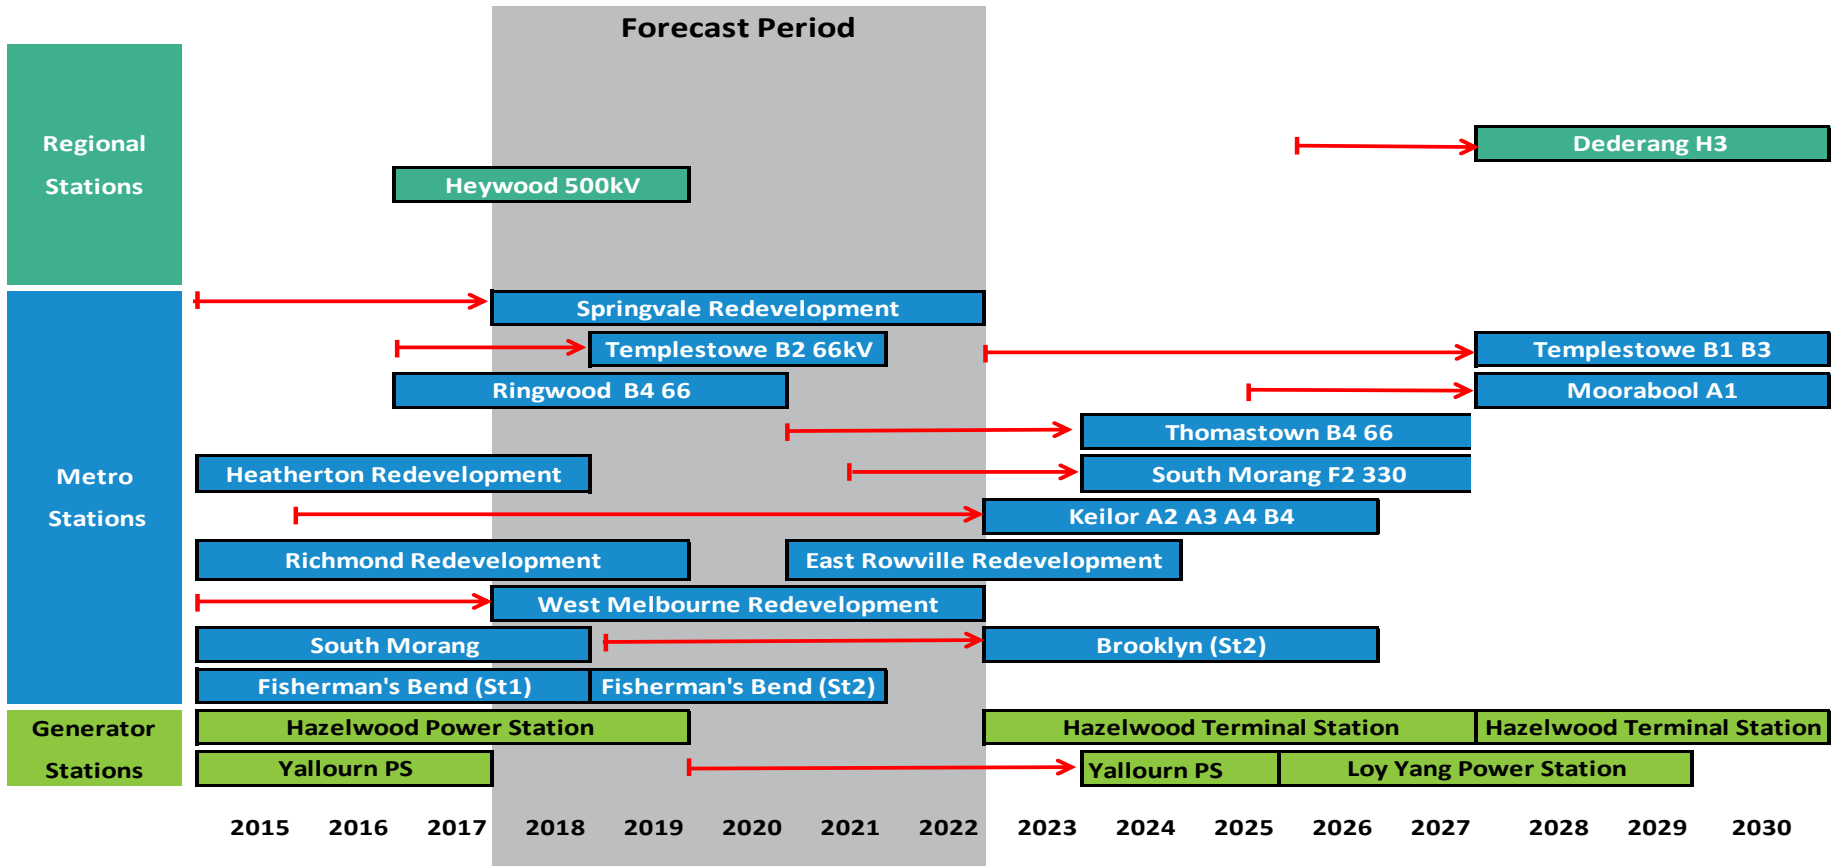 Forecast Period
Regional
Stations
Dederang H3
Heywood 500kV
Metro
Stations
Springvale Redevelopment
Templestowe B2 66kV
Templestowe B1 B3
Ringwood  B4 66
Moorabool A1
Thomastown B4 66
Heatherton Redevelopment
South Morang F2 330
Keilor A2 A3 A4 B4
Richmond Redevelopment
East Rowville Redevelopment
West Melbourne Redevelopment
South Morang
Brooklyn (St2)
Fisherman's Bend (St1)
Fisherman's Bend (St2)
Generator
Stations
Hazelwood Power Station
Hazelwood Terminal Station
Hazelwood Terminal Station
Yallourn PS
Yallourn PS
Loy Yang Power Station
2015 2016 2017 2018 2019 2020 2021 2022 2023 2024 2025 2026 2027 2028 2029 2030